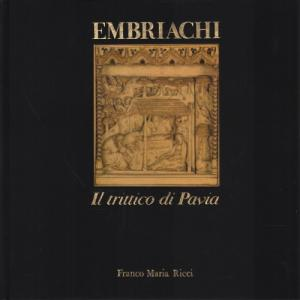 EMBRIACHI
Il trittico di Pavia
Franco Maria Ricci